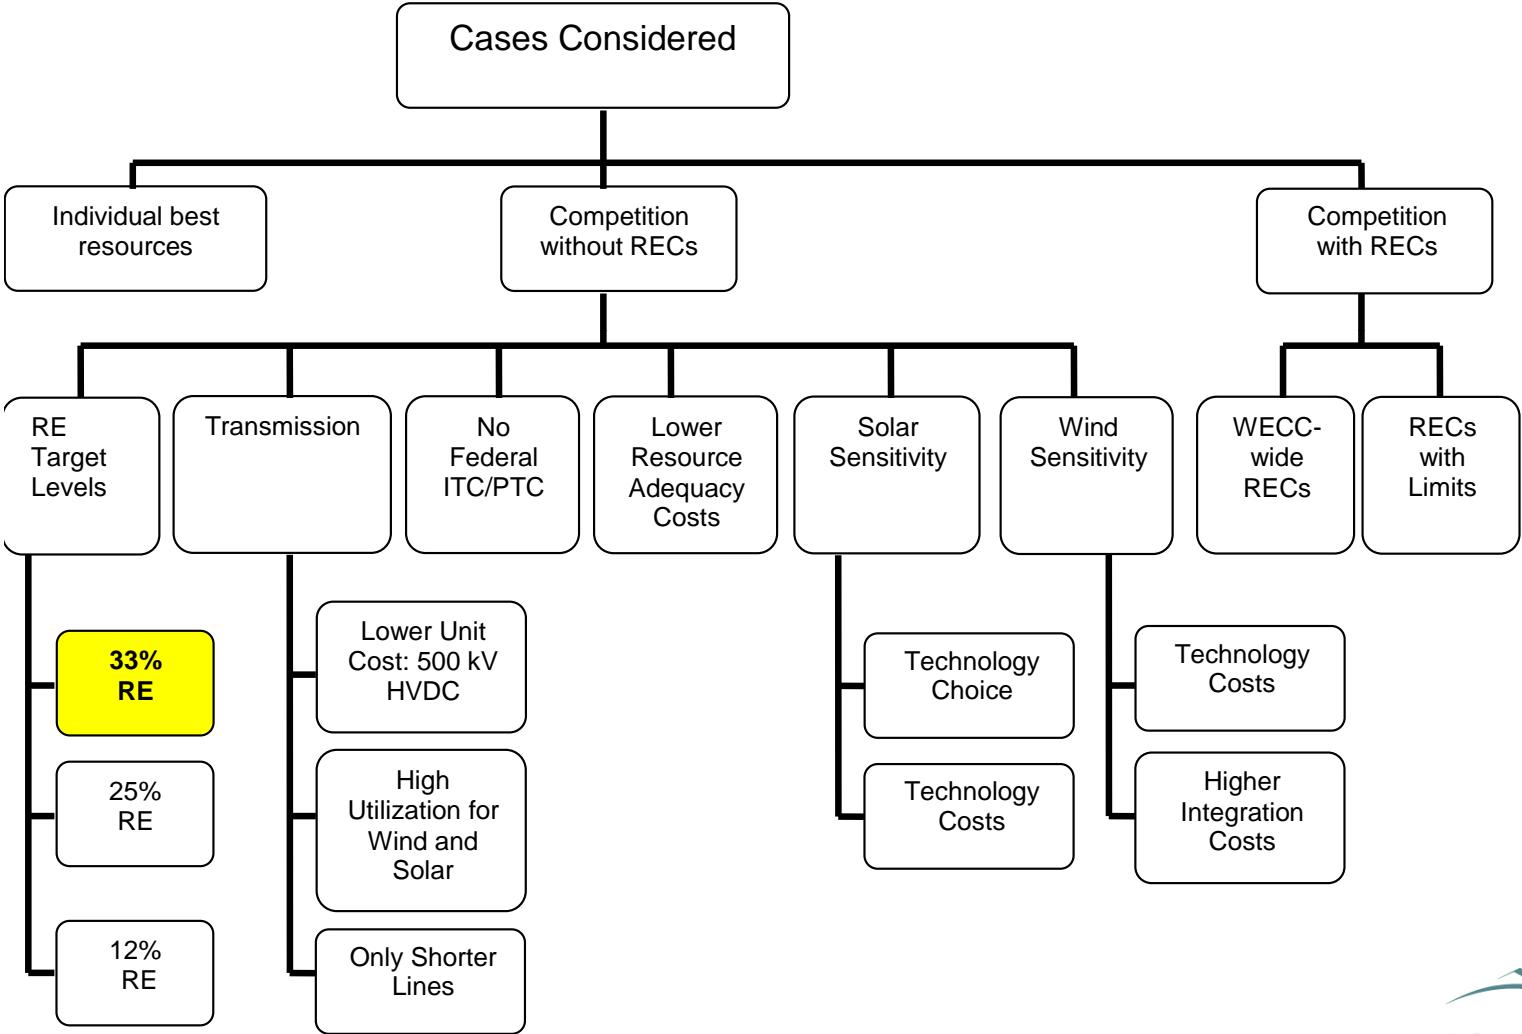 Cases Considered
Individual best
resources
Competition
without RECs
Competition
with RECs
RE
Target
Levels
Transmission
No
Federal
ITC/PTC
Lower
Resource
Adequacy
Costs
Solar
Sensitivity
Wind
Sensitivity
WECC-
wide
RECs
RECs
with
Limits
33%
RE
25%
RE
12%
RE
Lower Unit
Cost: 500 kV
HVDC
High
Utilization for
Wind and
Solar
Only Shorter
Lines
Technology
Choice
Technology
Costs
Technology
Costs
Higher
Integration
Costs